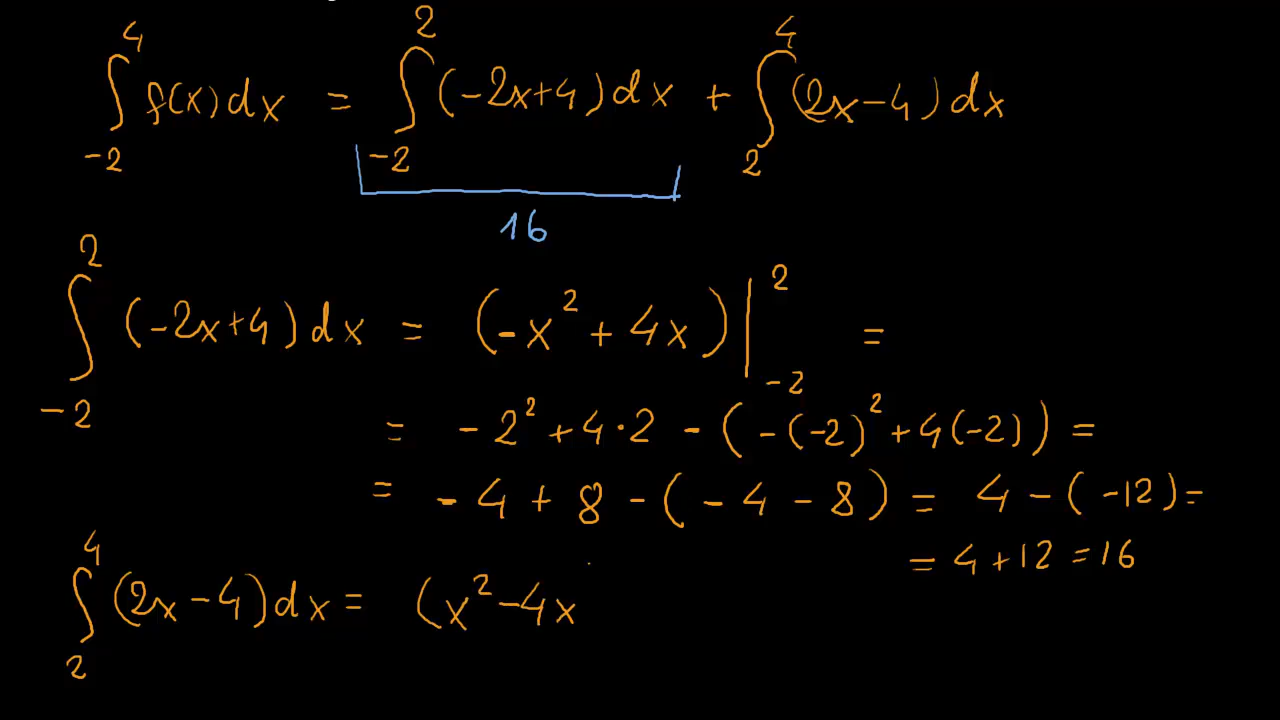 ∫_{-2}^{4} f(x)dx = ∫_{-2}^{2} (-2x+4)dx + ∫_{2}^{4} (2x-4)dx
16
∫_{-2}^{2} (-2x+4)dx = (-x² + 4x)|_{-2}^{2} =
= -2² + 4·2 - (-(-2)² + 4(-2)) =
= -4 + 8 - (-4 - 8) = 4 - (-12) =
= 4 + 12 = 16
∫_{2}^{4} (2x-4)dx = (x² - 4x